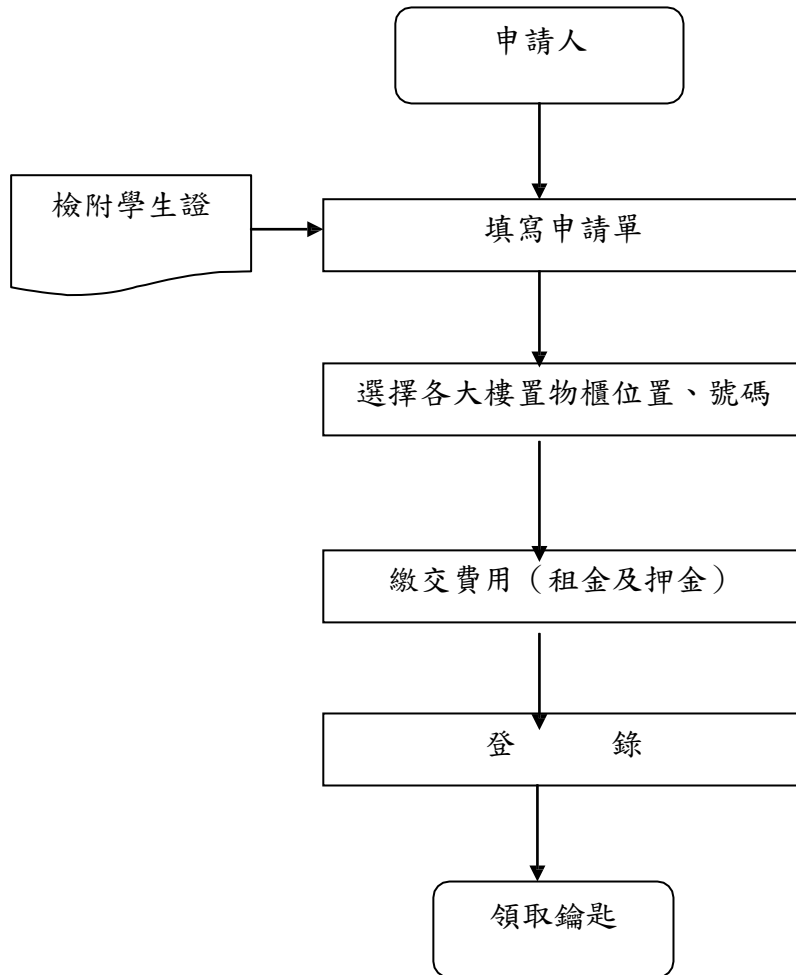 申請人
檢附學生證
填寫申請單
選擇各大樓置物櫃位置、號碼
繳交費用（租金及押金）
登 錄
領取鑰匙